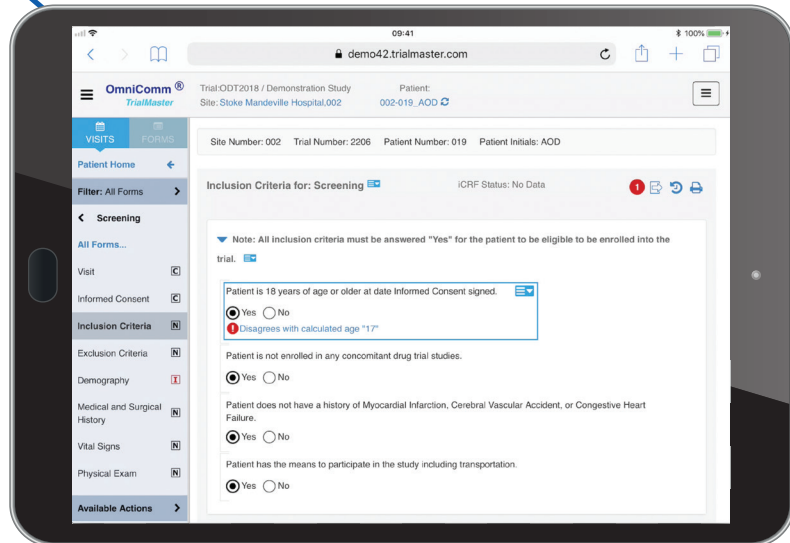 09:41
100%
demo42.trialmaster.com
OmniComm ®
TrialMaster
Trial:ODT2018 / Demonstration Study
Patient:
Site: Stoke Mandeville Hospital,002
002-019_AOD
VISITS
FORMS
Patient Home
Filter: All Forms
Screening
All Forms...
Visit C
Informed Consent C
Inclusion Criteria N
Exclusion Criteria N
Demography I
Medical and Surgical
History N
Vital Signs N
Physical Exam N
Available Actions
Site Number: 002 Trial Number: 2206 Patient Number: 019 Patient Initials: AOD
Inclusion Criteria for: Screening
iCRF Status: No Data
1
Note: All inclusion criteria must be answered "Yes" for the patient to be eligible to be enrolled into the
trial.
Patient is 18 years of age or older at date Informed Consent signed.
Yes No
! Disagrees with calculated age "17"
Patient is not enrolled in any concomitant drug trial studies.
Yes No
Patient does not have a history of Myocardial Infarction, Cerebral Vascular Accident, or Congestive Heart
Failure.
Yes No
Patient has the means to participate in the study including transportation.
Yes No